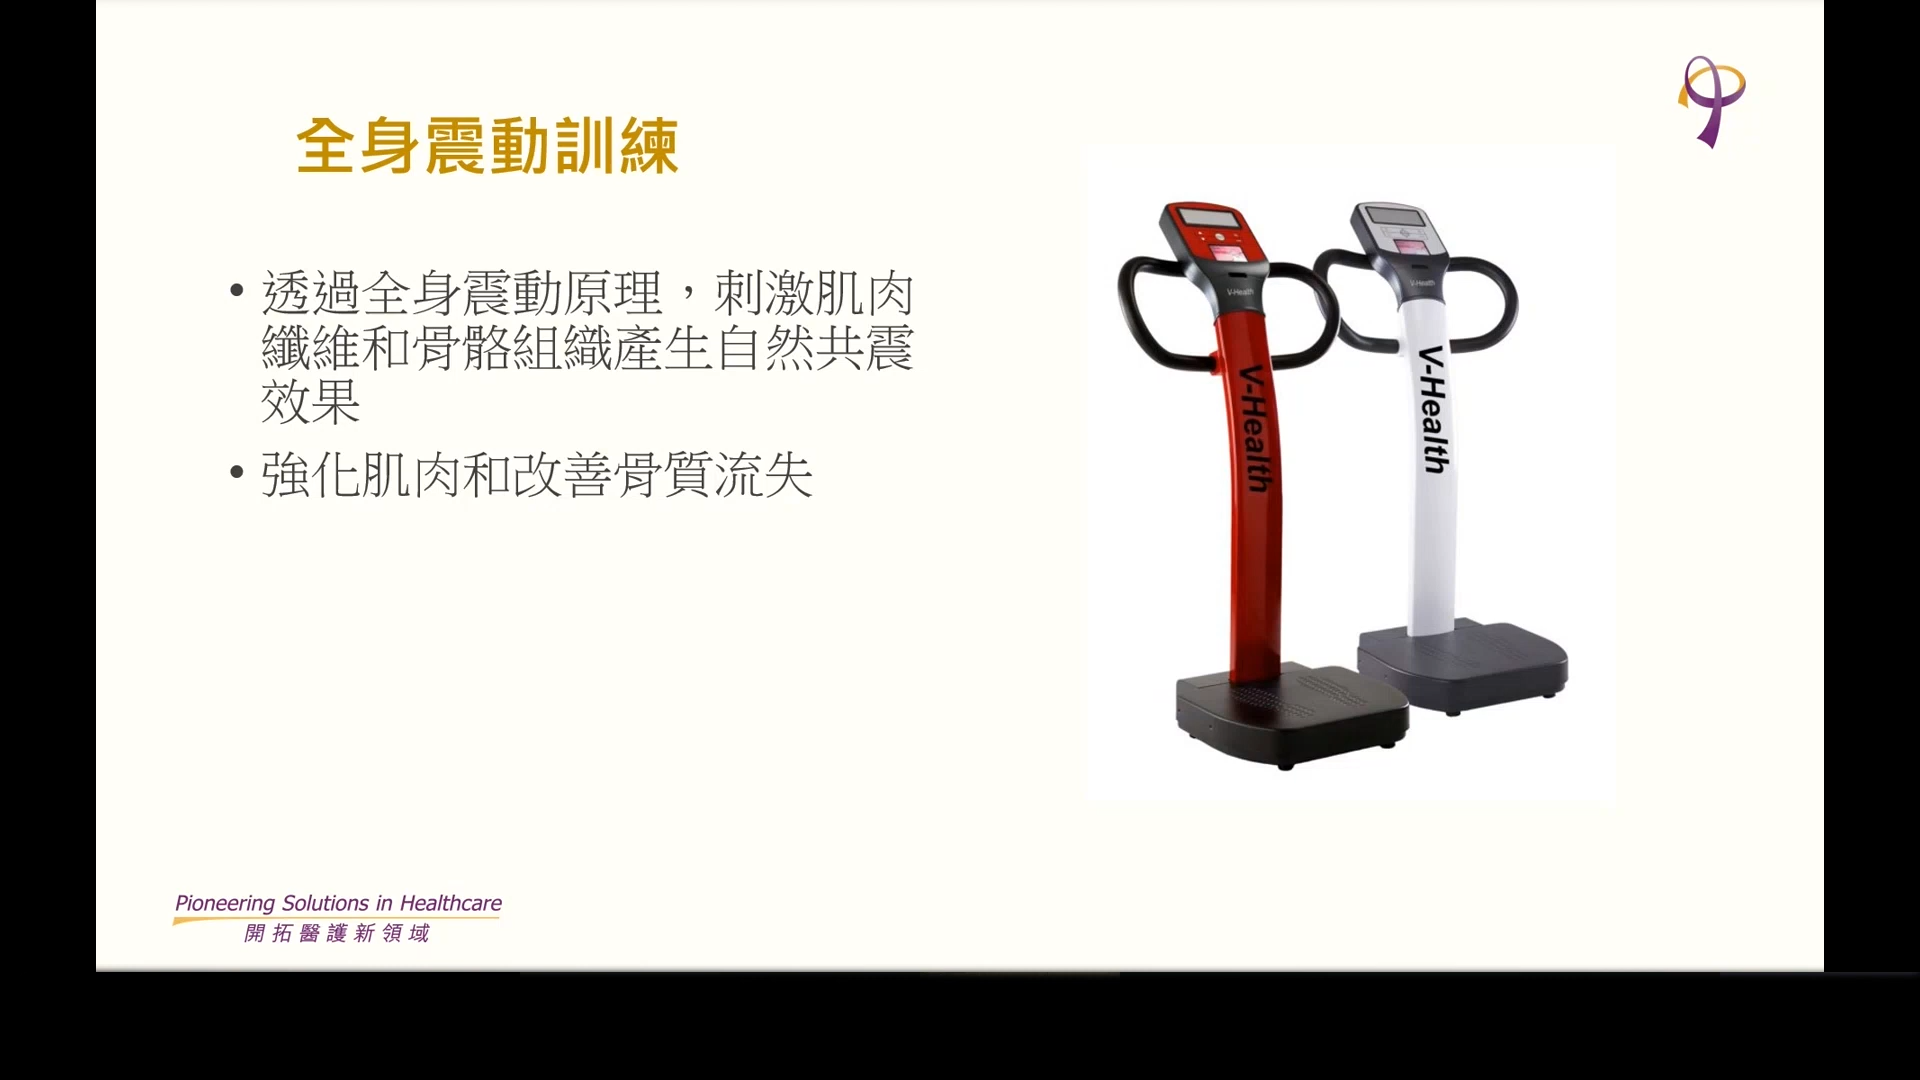 全身震動訓練
• 透過全身震動原理，刺激肌肉
纖維和骨骼組織產生自然共震
效果
• 強化肌肉和改善骨質流失
V-Health
V-Health
V-Health
V-Health
Pioneering Solutions in Healthcare
開拓醫護新領域